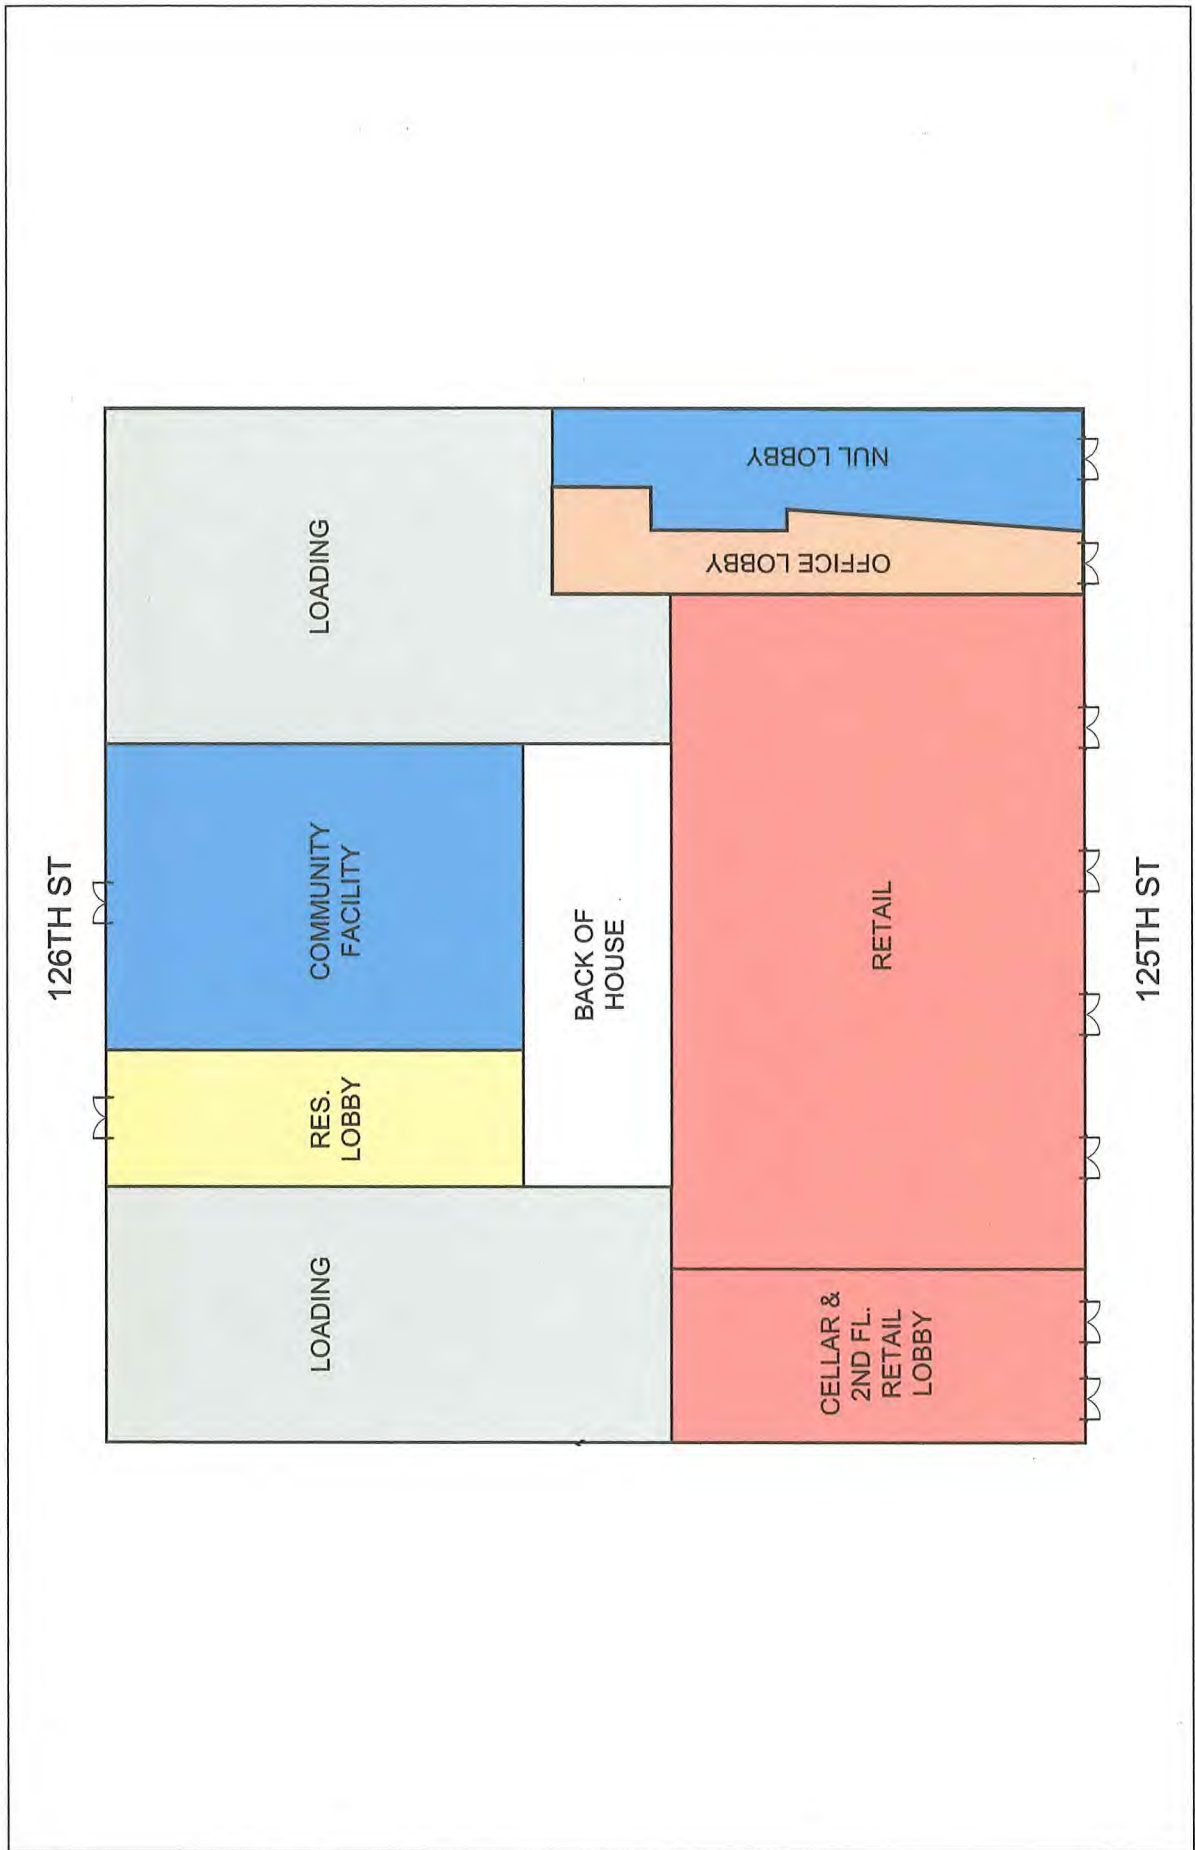 126TH ST
LOADING
RES.
LOBBY
COMMUNITY
FACILITY
LOADING
BACK OF
HOUSE
CELLAR &
2ND FL.
RETAIL
LOBBY
RETAIL
OFFICE LOBBY
NUL LOBBY
125TH ST